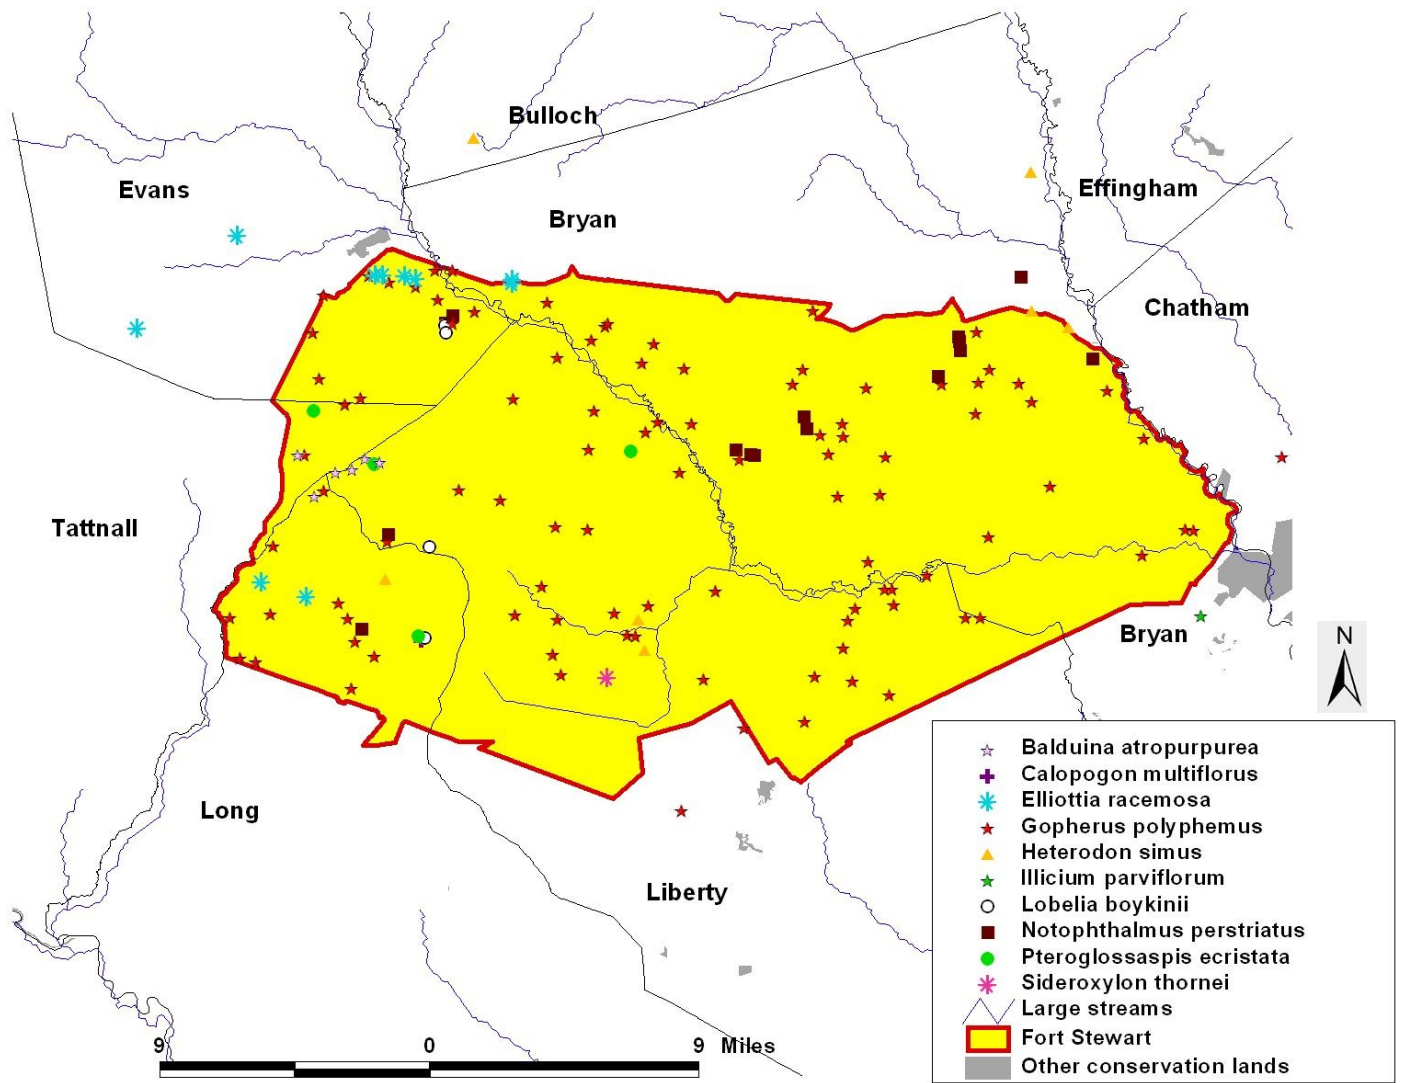 Bulloch
Evans
Effingham
Bryan
Chatham
Tattnall
Bryan
N
Long
Liberty
Balduina atropurpurea
Calopogon multiflorus
Elliottia racemosa
Gopherus polyphemus
Heterodon simus
Illicium parviflorum
Lobelia boykinii
Notophthalmus perstriatus
Pteroglossaspis ecristata
Sideroxylon thornei
Large streams
Fort Stewart
Other conservation lands
9 0 9 Miles